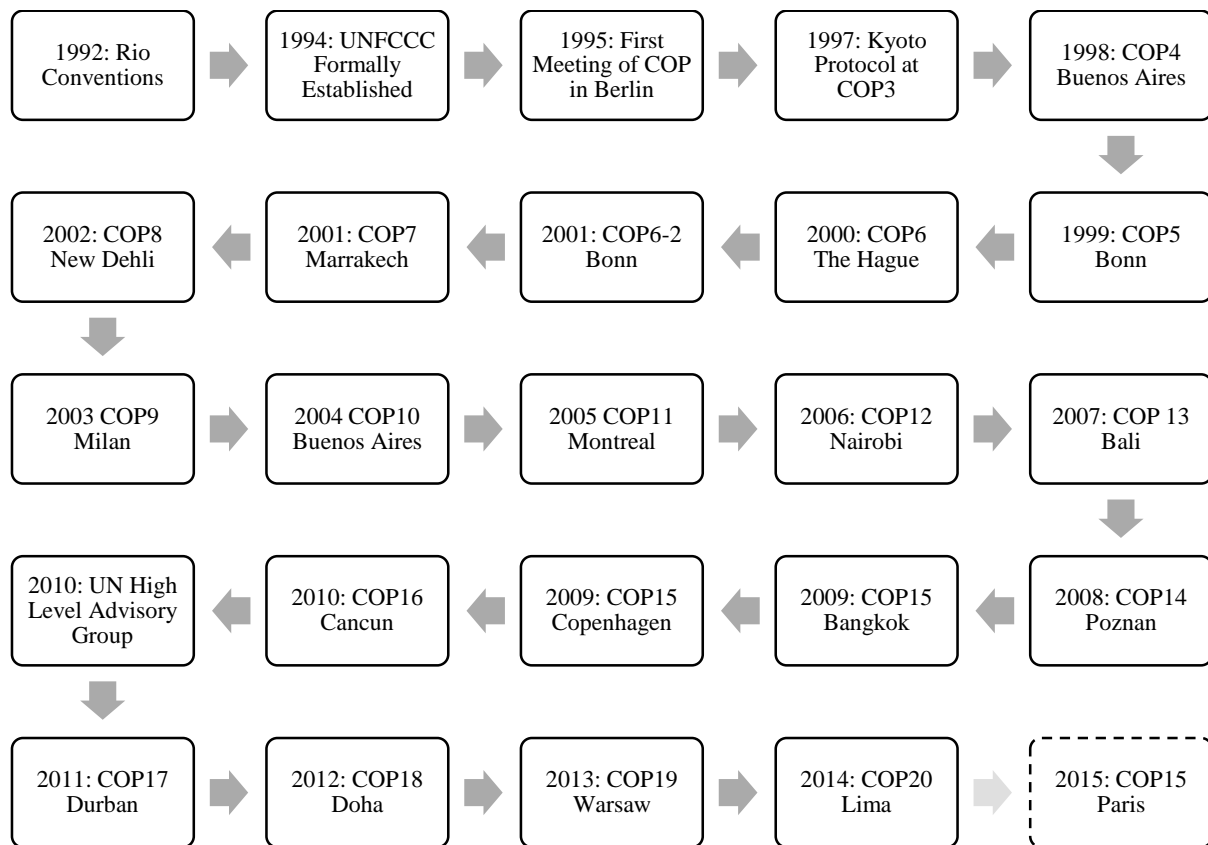 1992: Rio
Conventions
1994: UNFCCC
Formally
Established
1995: First
Meeting of COP
in Berlin
1997: Kyoto
Protocol at
COP3
1998: COP4
Buenos Aires
2002: COP8
New Dehli
2001: COP7
Marrakech
2001: COP6-2
Bonn
2000: COP6
The Hague
1999: COP5
Bonn
2003 COP9
Milan
2004 COP10
Buenos Aires
2005 COP11
Montreal
2006: COP12
Nairobi
2007: COP 13
Bali
2010: UN High
Level Advisory
Group
2010: COP16
Cancun
2009: COP15
Copenhagen
2009: COP15
Bangkok
2008: COP14
Poznan
2011: COP17
Durban
2012: COP18
Doha
2013: COP19
Warsaw
2014: COP20
Lima
2015: COP15
Paris